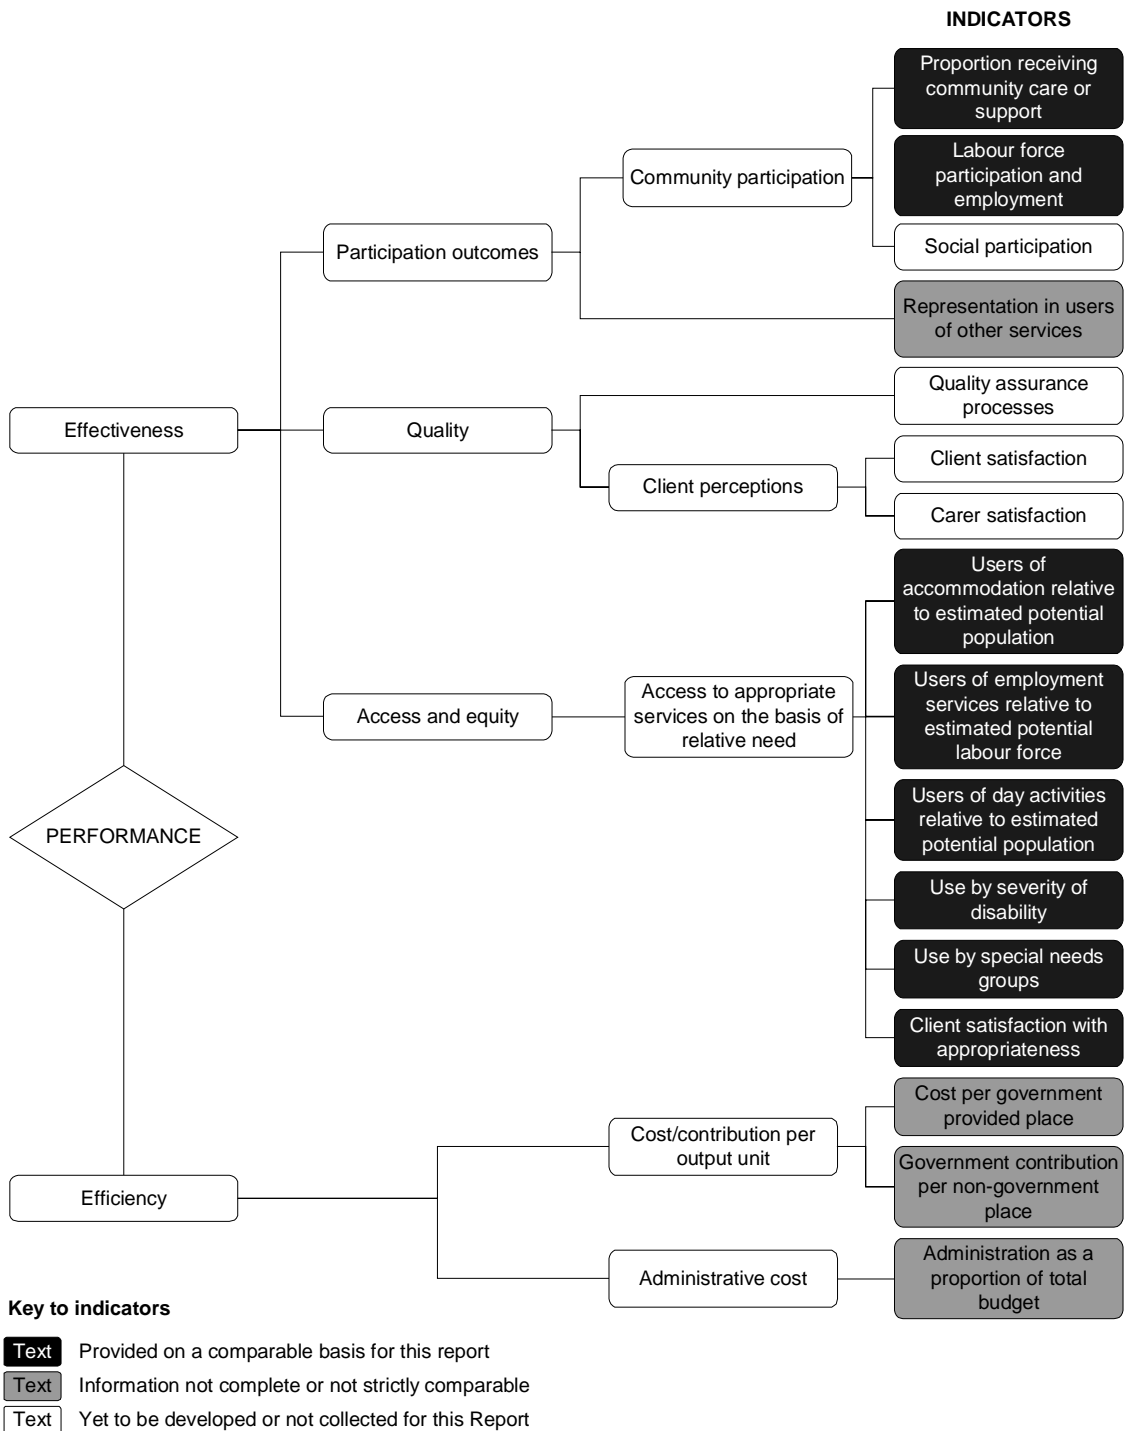 INDICATORS
Proportion receiving
community care or
support
Labour force
participation and
employment
Social participation
Community participation
Participation outcomes
Representation in users
of other services
Effectiveness
Quality
Quality assurance
processes
Client perceptions
Client satisfaction
Carer satisfaction
Access and equity
Access to appropriate
services on the basis of
relative need
Users of
accommodation relative
to estimated potential
population
Users of employment
services relative to
estimated potential
labour force
Users of day activities
relative to estimated
potential population
Use by severity of
disability
Use by special needs
groups
Client satisfaction with
appropriateness
PERFORMANCE
Efficiency
Cost/contribution per
output unit
Cost per government
provided place
Government contribution
per non-government
place
Administrative cost
Administration as a
proportion of total
budget
Key to indicators
Text Provided on a comparable basis for this report
Text Information not complete or not strictly comparable
Text Yet to be developed or not collected for this Report